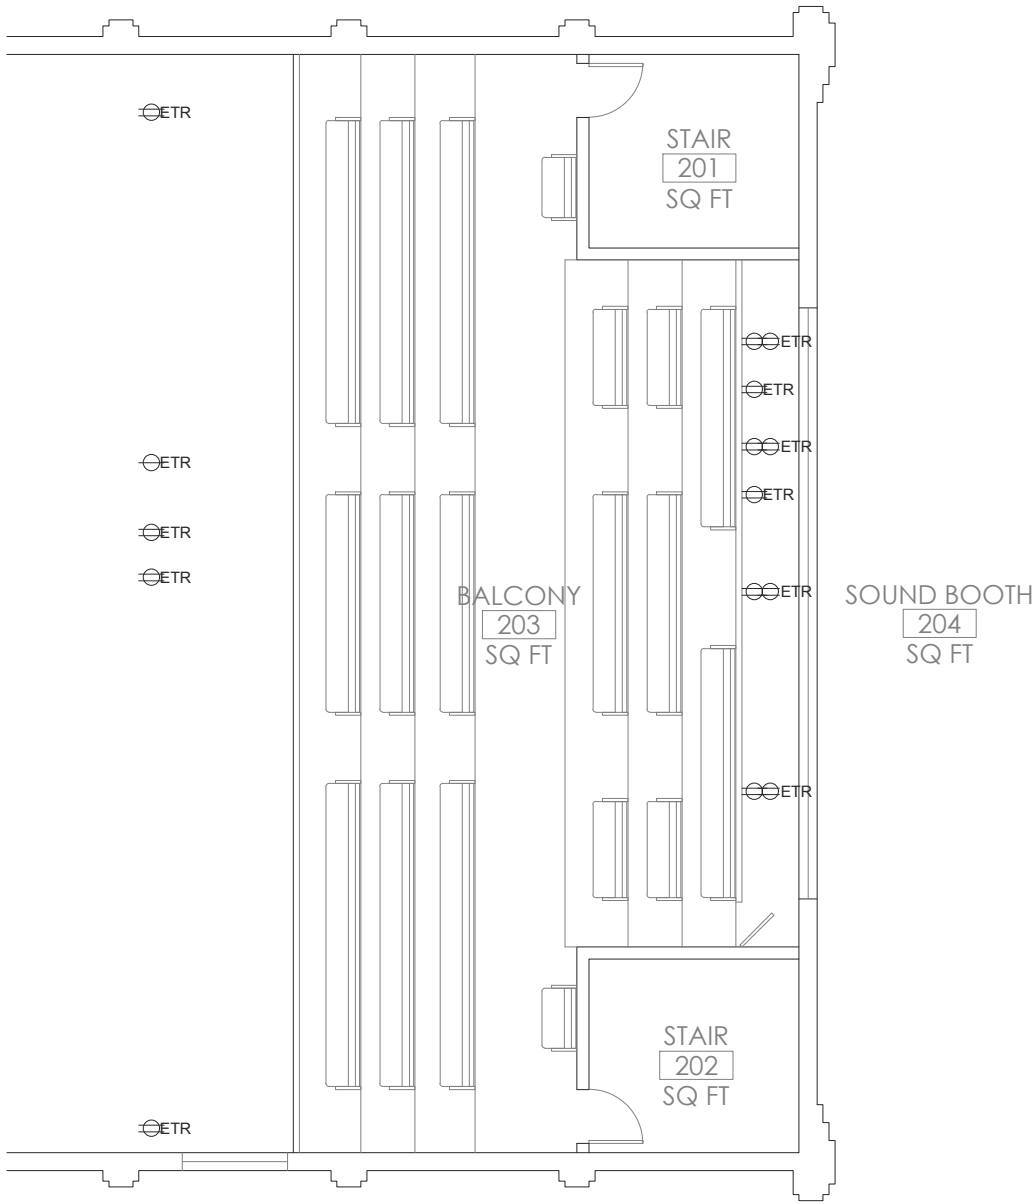 ETR
STAIR
201
SQ FT
ETR
ETR
ETR
ETR
ETR
ETR
ETR
ETR
BALCONY
203
SQ FT
ETR
SOUND BOOTH
204
SQ FT
ETR
STAIR
202
SQ FT
ETR